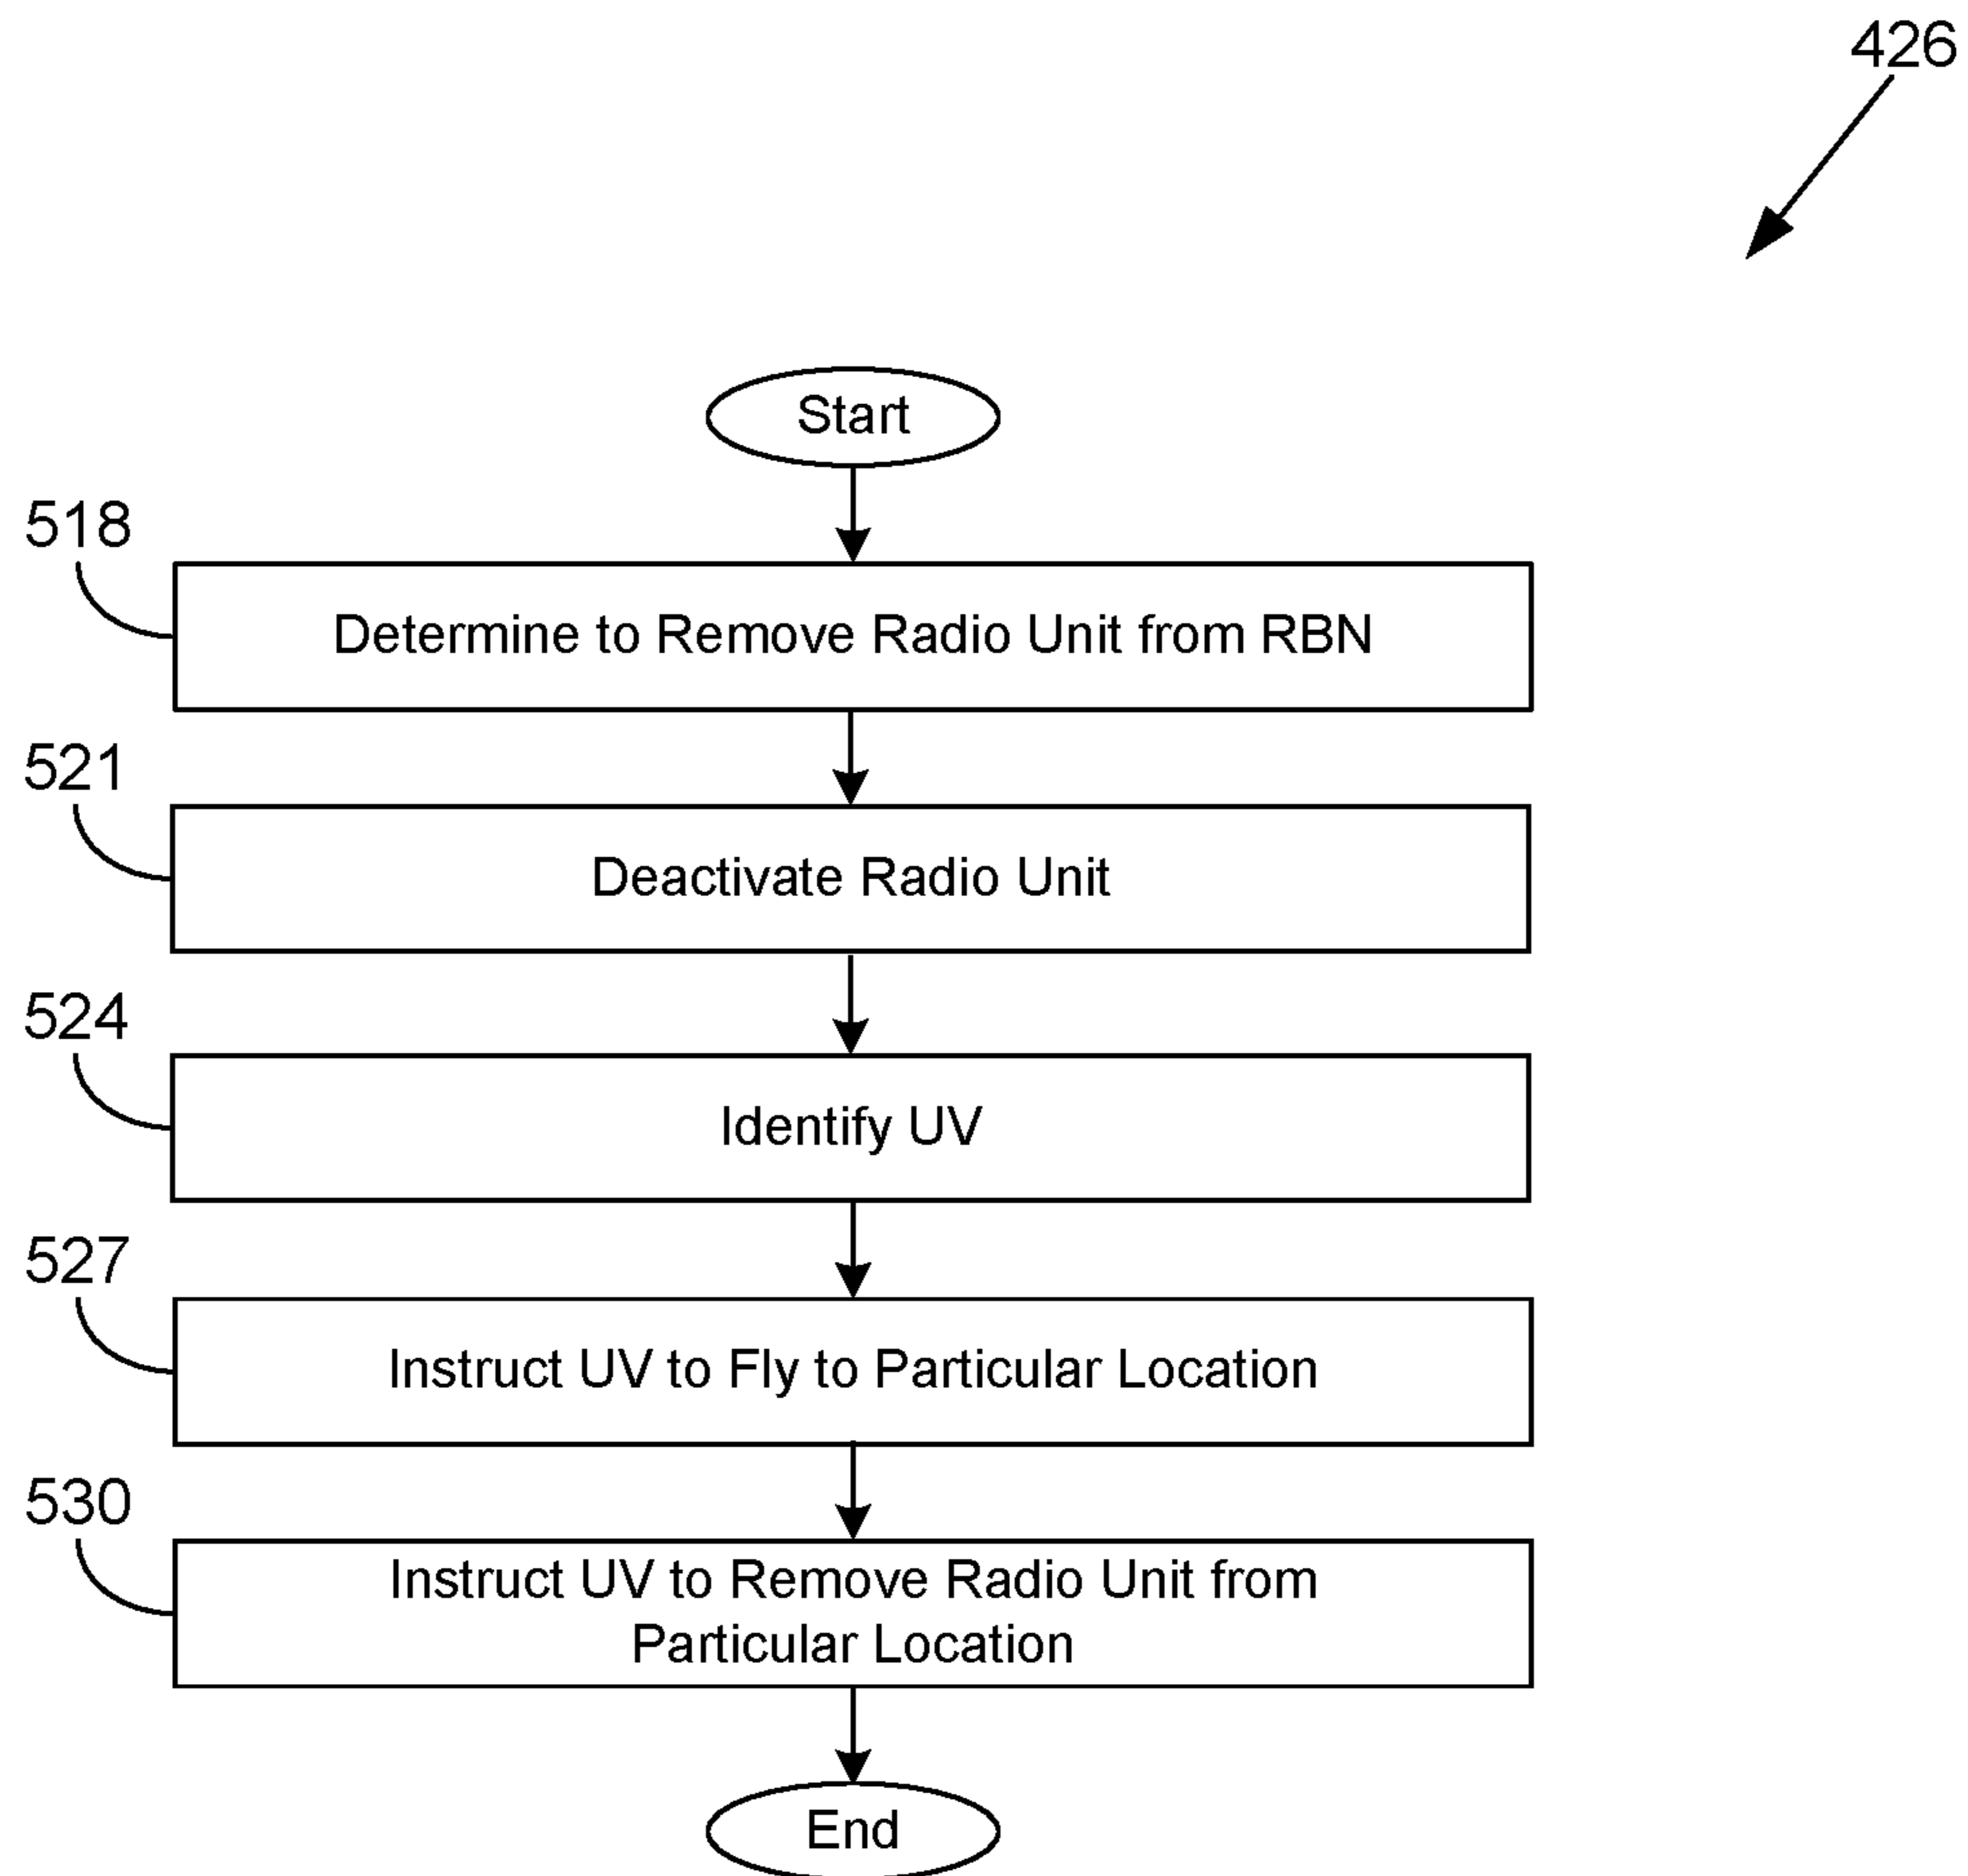 426
Start
518
Determine to Remove Radio Unit from RBN
521
Deactivate Radio Unit
524
Identify UV
527
Instruct UV to Fly to Particular Location
530
Instruct UV to Remove Radio Unit from
Particular Location
End